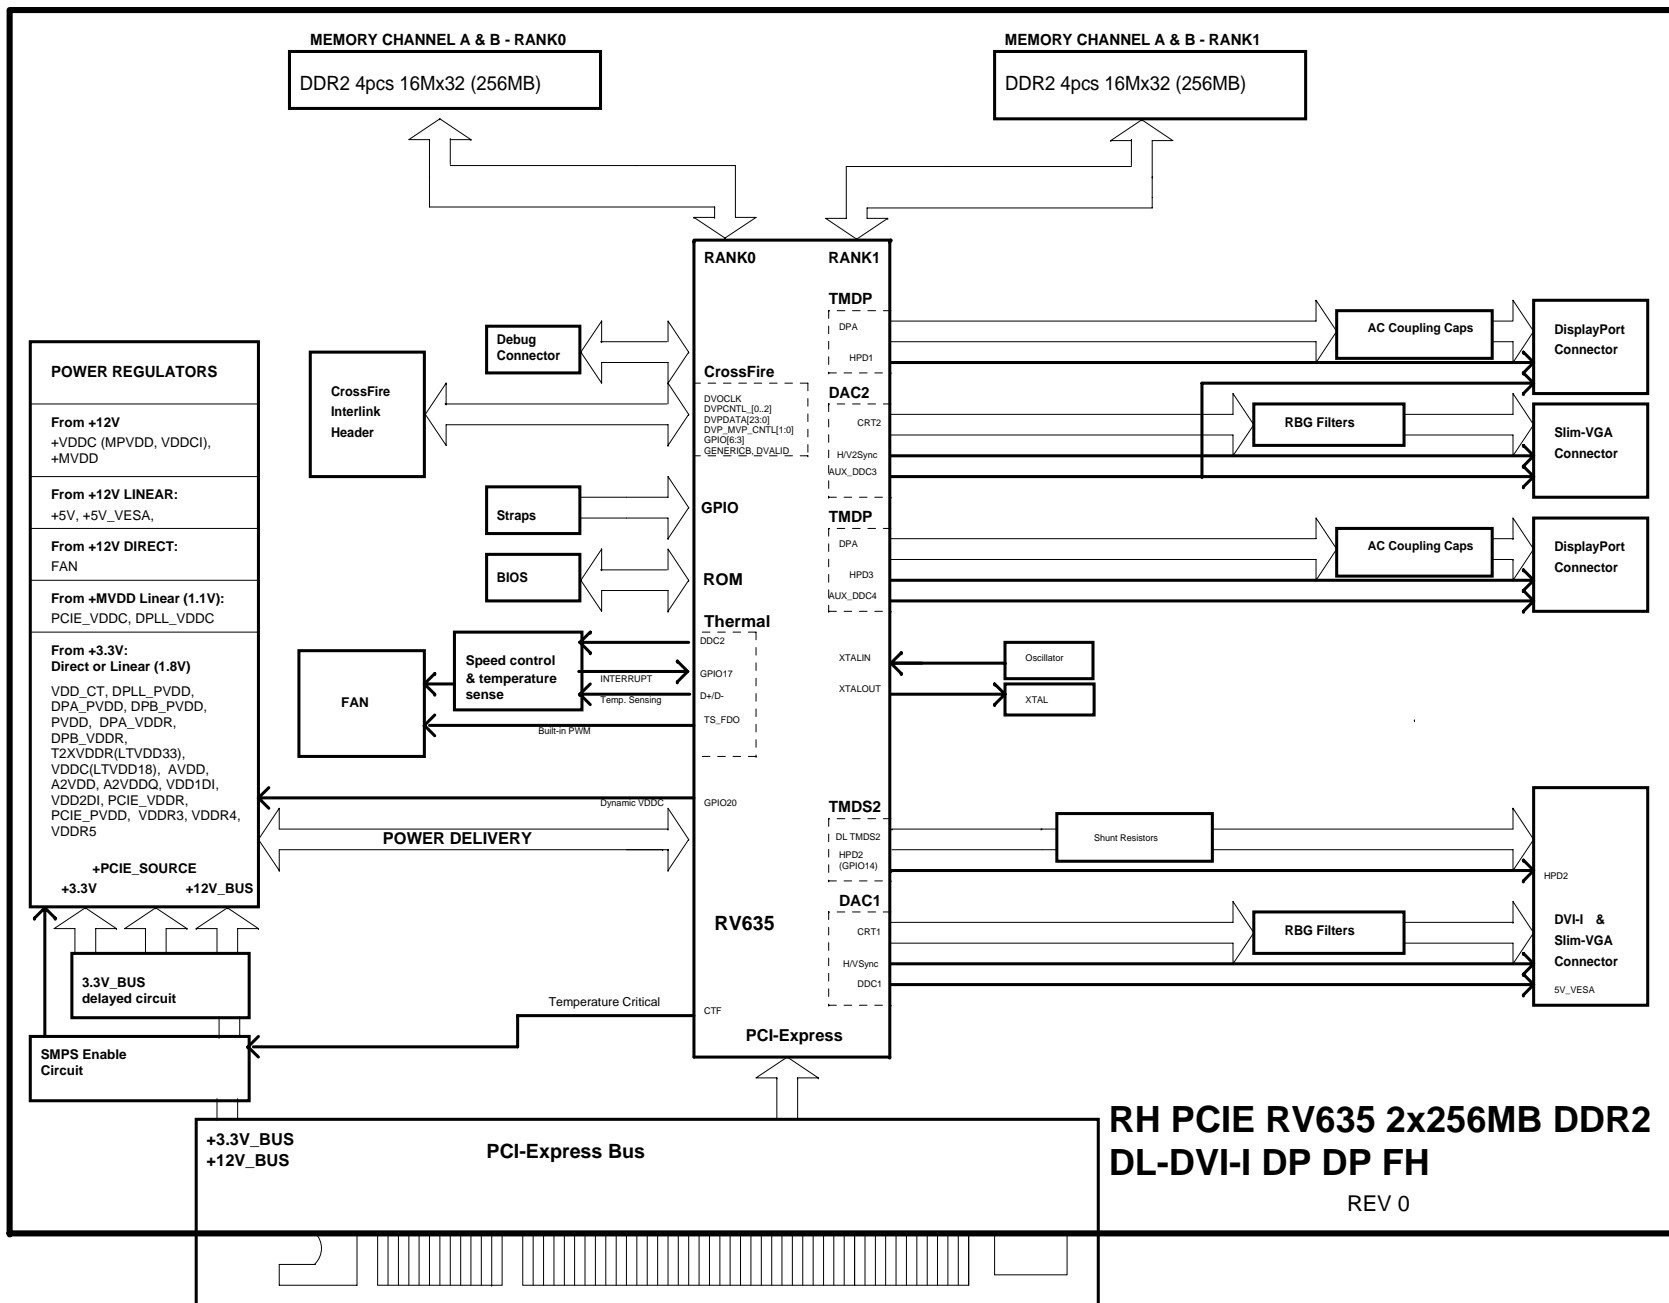 MEMORY CHANNEL A & B - RANK0
DDR2 4pcs 16Mx32 (256MB)
MEMORY CHANNEL A & B - RANK1
DDR2 4pcs 16Mx32 (256MB)
POWER REGULATORS
From +12V
+VDDC (MPVDD, VDDCI),
+MVDD
From +12V LINEAR:
+5V, +5V_VESA,
From +12V DIRECT:
FAN
From +MVDD Linear (1.1V):
PCIE_VDDC, DPLL_VDDC
From +3.3V:
Direct or Linear (1.8V)
VDD_CT, DPLL_PVDD,
DPA_PVDD, DPB_PVDD,
PVDD, DPA_VDDR,
DPB_VDDR,
T2XVDDR(LTVDD33),
VDDC(LTVDD18), AVDD,
A2VDD, A2VDDQ, VDD1DI,
VDD2DI, PCIE_VDDR,
PCIE_PVDD, VDDR3, VDDR4,
VDDR5
+PCIE_SOURCE
+3.3V
+12V_BUS
3.3V_BUS
delayed circuit
SMPS Enable
Circuit
CrossFire
Interlink
Header
Debug
Connector
Straps
BIOS
FAN
Speed control
& temperature
sense
INTERRUPT
Temp. Sensing
Built-in PWM
Dynamic VDDC
POWER DELIVERY
Temperature Critical
RANK0
RANK1
CrossFire
DVOCLK
DVPCNTL_[0..2]
DVPDATA[23:0]
DVP_MVP_CNTL[1:0]
GPIO[6:3]
GENERICB, DVALID
GPIO
ROM
Thermal
DDC2
GPIO17
D+/D-
TS_FDO
GPIO20
RV635
CTF
PCI-Express
TMDP
DPA
HPD1
DAC2
CRT2
H/V2Sync
AUX_DDC3
TMDP
DPA
HPD3
AUX_DDC4
XTALIN
XTALOUT
TMDS2
DL TMDS2
HPD2
(GPIO14)
DAC1
CRT1
H/VSync
DDC1
AC Coupling Caps
DisplayPort
Connector
RBG Filters
Slim-VGA
Connector
AC Coupling Caps
DisplayPort
Connector
Oscillator
XTAL
Shunt Resistors
RBG Filters
HPD2
DVI-I &
Slim-VGA
Connector
5V_VESA
+3.3V_BUS
+12V_BUS
PCI-Express Bus
RH PCIE RV635 2x256MB DDR2
DL-DVI-I DP DP FH
REV 0